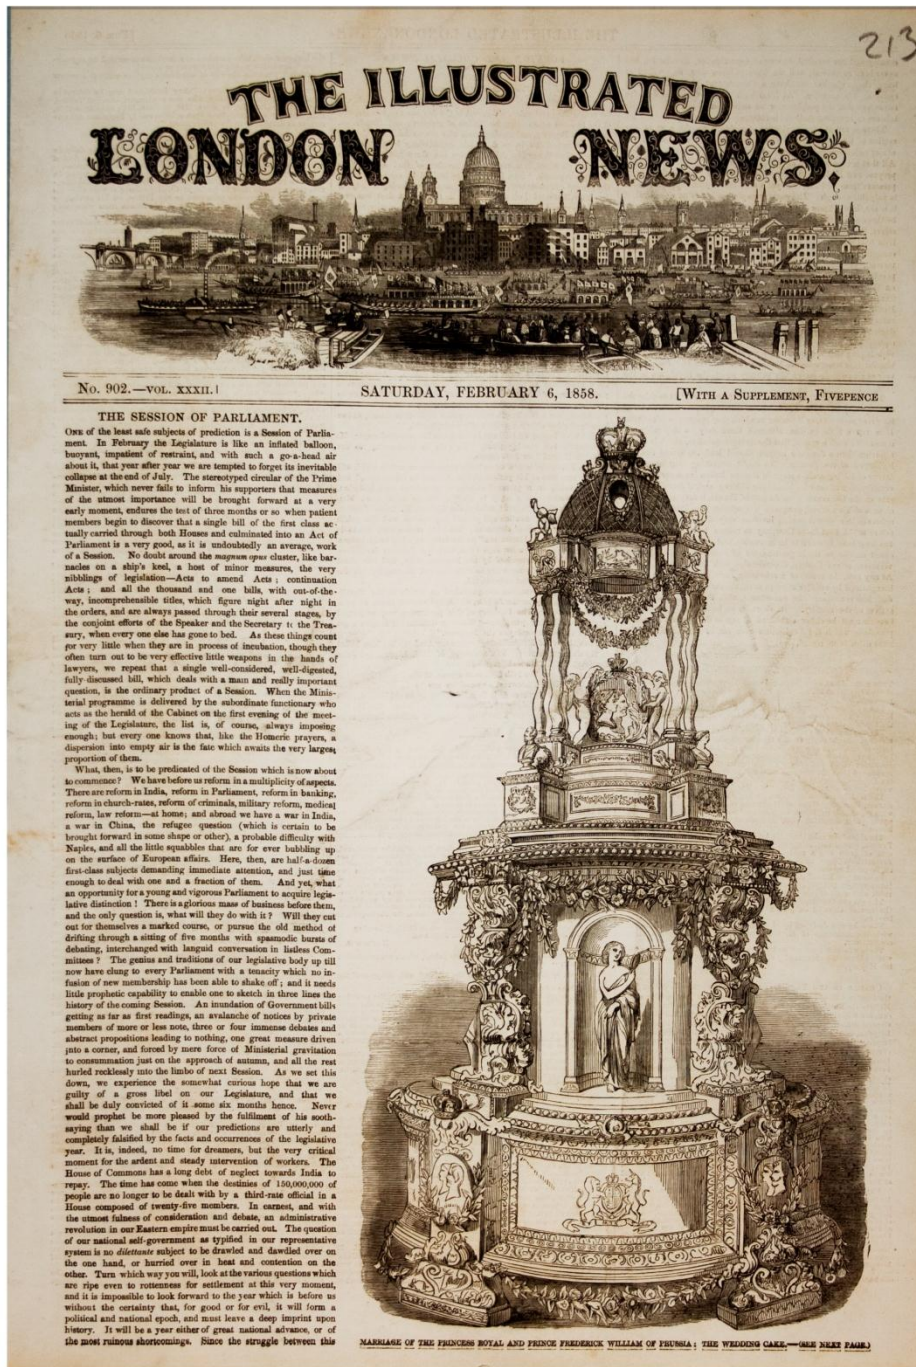 213
THE ILLUSTRATED
LONDON NEWS.
No. 902.—VOL. XXXII.]
SATURDAY, FEBRUARY 6, 1858.
[WITH A SUPPLEMENT, FIVEPENCE
THE SESSION OF PARLIAMENT.
ONE of the least safe subjects of prediction is a Session of Parlia-
ment. In February the Legislature is like an inflated balloon,
buoyant, impatient of restraint, and with such a go-a-head air
about it, that year after year we are tempted to forget its inevitable
collapse at the end of July. The stereotyped circular of the Prime
Minister, which never fails to inform his supporters that measures
of the utmost importance will be brought forward at a very
early moment, endures the test of three months or so when patient
members begin to discover that a single bill of the first class ac-
tually carried through both Houses and culminated into an Act of
Parliament is a very good, as it is undoubtedly an average, work
of a Session. No doubt around the magnum opus cluster, like bar-
nacles on a ship's keel, a host of minor measures, the very
nibblings of legislation—Acts to amend Acts; continuation
Acts; and all the thousand and one bills, with out-of-the-
way, incomprehensible titles, which figure night after night in
the orders, and are always passed through their several stages, by
the conjoint efforts of the Speaker and the Secretary to the Trea-
sury, when every one else has gone to bed. As these things count
for very little when they are in process of incubation, though they
often turn out to be very effective little weapons in the hands of
lawyers, we repeat that a single well-considered, well-digested,
fully-discussed bill, which deals with a main and really important
question, is the ordinary product of a Session. When the Minis-
terial programme is delivered by the subordinate functionary who
acts as the herald of the Cabinet on the first evening of the meet-
ing of the Legislature, the list is, of course, always imposing
enough; but every one knows that, like the Homeric prayers, a
dispersion into empty air is the fate which awaits the very largest
proportion of them.
What, then, is to be predicated of the Session which is now about
to commence? We have before us reform in a multiplicity of aspects.
There are reform in India, reform in Parliament, reform in banking,
reform in church-rates, reform of criminals, military reform, medical
reform, law reform—at home; and abroad we have a war in India,
a war in China, the refugee question (which is certain to be
brought forward in some shape or other), a probable difficulty with
Naples, and all the little squabbles that are for ever bubbling up
on the surface of European affairs. Here, then, are half-a-dozen
first-class subjects demanding immediate attention, and just time
enough to deal with one and a fraction of them. And yet, what
an opportunity for a young and vigorous Parliament to acquire legis-
lative distinction! There is a glorious mass of business before them,
and the only question is, what will they do with it? Will they cut
out for themselves a marked course, or pursue the old method of
drifting through a sitting of five months with spasmodic bursts of
debating, interchanged with languid conversation in listless Com-
mittees? The genius and traditions of our legislative body up till
now have clung to every Parliament with a tenacity which no in-
fusion of new membership has been able to shake off; and it needs
little prophetic capability to enable one to sketch in three lines the
history of the coming Session. An inundation of Government bills
getting as far as first readings, an avalanche of notices by private
members of more or less note, three or four immense debates and
abstract propositions leading to nothing, one great measure driven
into a corner, and forced by mere force of Ministerial gravitation
to consummation just on the approach of autumn, and all the rest
hurled recklessly into the limbo of next Session. As we set this
down, we experience the somewhat curious hope that we are
guilty of a gross libel on our Legislature, and that we
shall be duly convicted of it some six months hence. Never
would prophet be more pleased by the fulfilment of his sooth-
saying than we shall be if our predictions are utterly and
completely falsified by the facts and occurrences of the legislative
year. It is, indeed, no time for dreamers, but the very critical
moment for the ardent and steady intervention of workers. The
House of Commons has a long debt of neglect towards India to
repay. The time has come when the destinies of 150,000,000 of
people are no longer to be dealt with by a third-rate official in a
House composed of twenty-five members. In earnest, and with
the utmost fulness of consideration and debate, an administrative
revolution in our Eastern empire must be carried out. The question
of our national self-government as typified in our representative
system is no dilettante subject to be drawled and dawdled over on
the one hand, or hurried over in heat and contention on the
other. Turn which way you will, look at the various questions which
are ripe even to rottenness for settlement at this very moment,
and it is impossible to look forward to the year which is before us
without the certainty that, for good or for evil, it will form a
political and national epoch, and must leave a deep imprint upon
history. It will be a year either of great national advance, or of
the most ruinous shortcomings. Since the struggle between this
MARRIAGE OF THE PRINCESS ROYAL AND PRINCE FREDERICK WILLIAM OF PRUSSIA: THE WEDDING CAKE.—(SEE NEXT PAGE.)